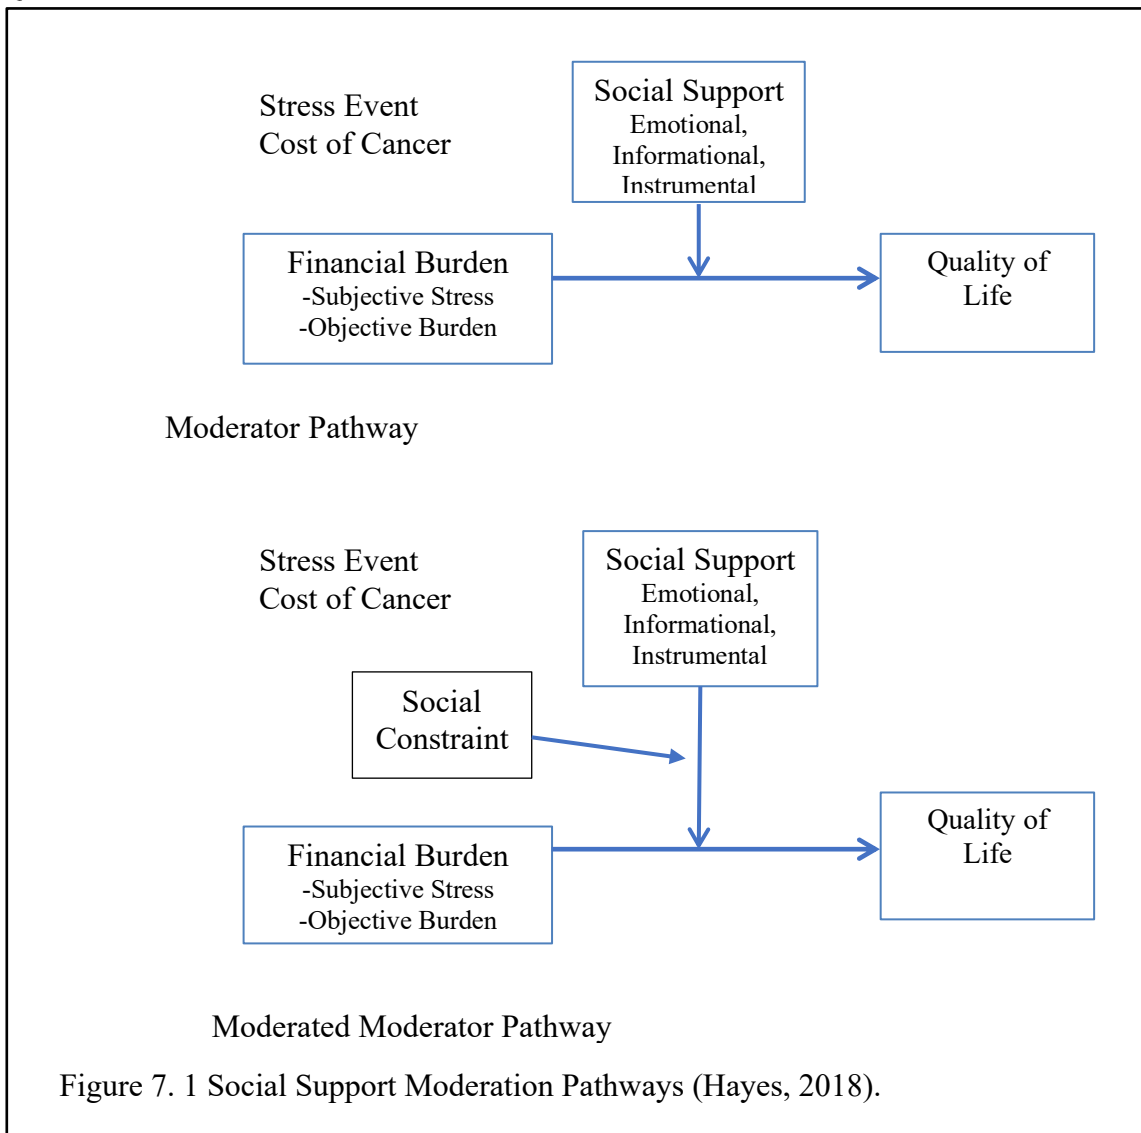 Stress Event
Cost of Cancer
Social Support
Emotional,
Informational,
Instrumental
Financial Burden
-Subjective Stress
-Objective Burden
Quality of
Life
Moderator Pathway
Stress Event
Cost of Cancer
Social Support
Emotional,
Informational,
Instrumental
Social
Constraint
Financial Burden
-Subjective Stress
-Objective Burden
Quality of
Life
Moderated Moderator Pathway
Figure 7. 1 Social Support Moderation Pathways (Hayes, 2018).